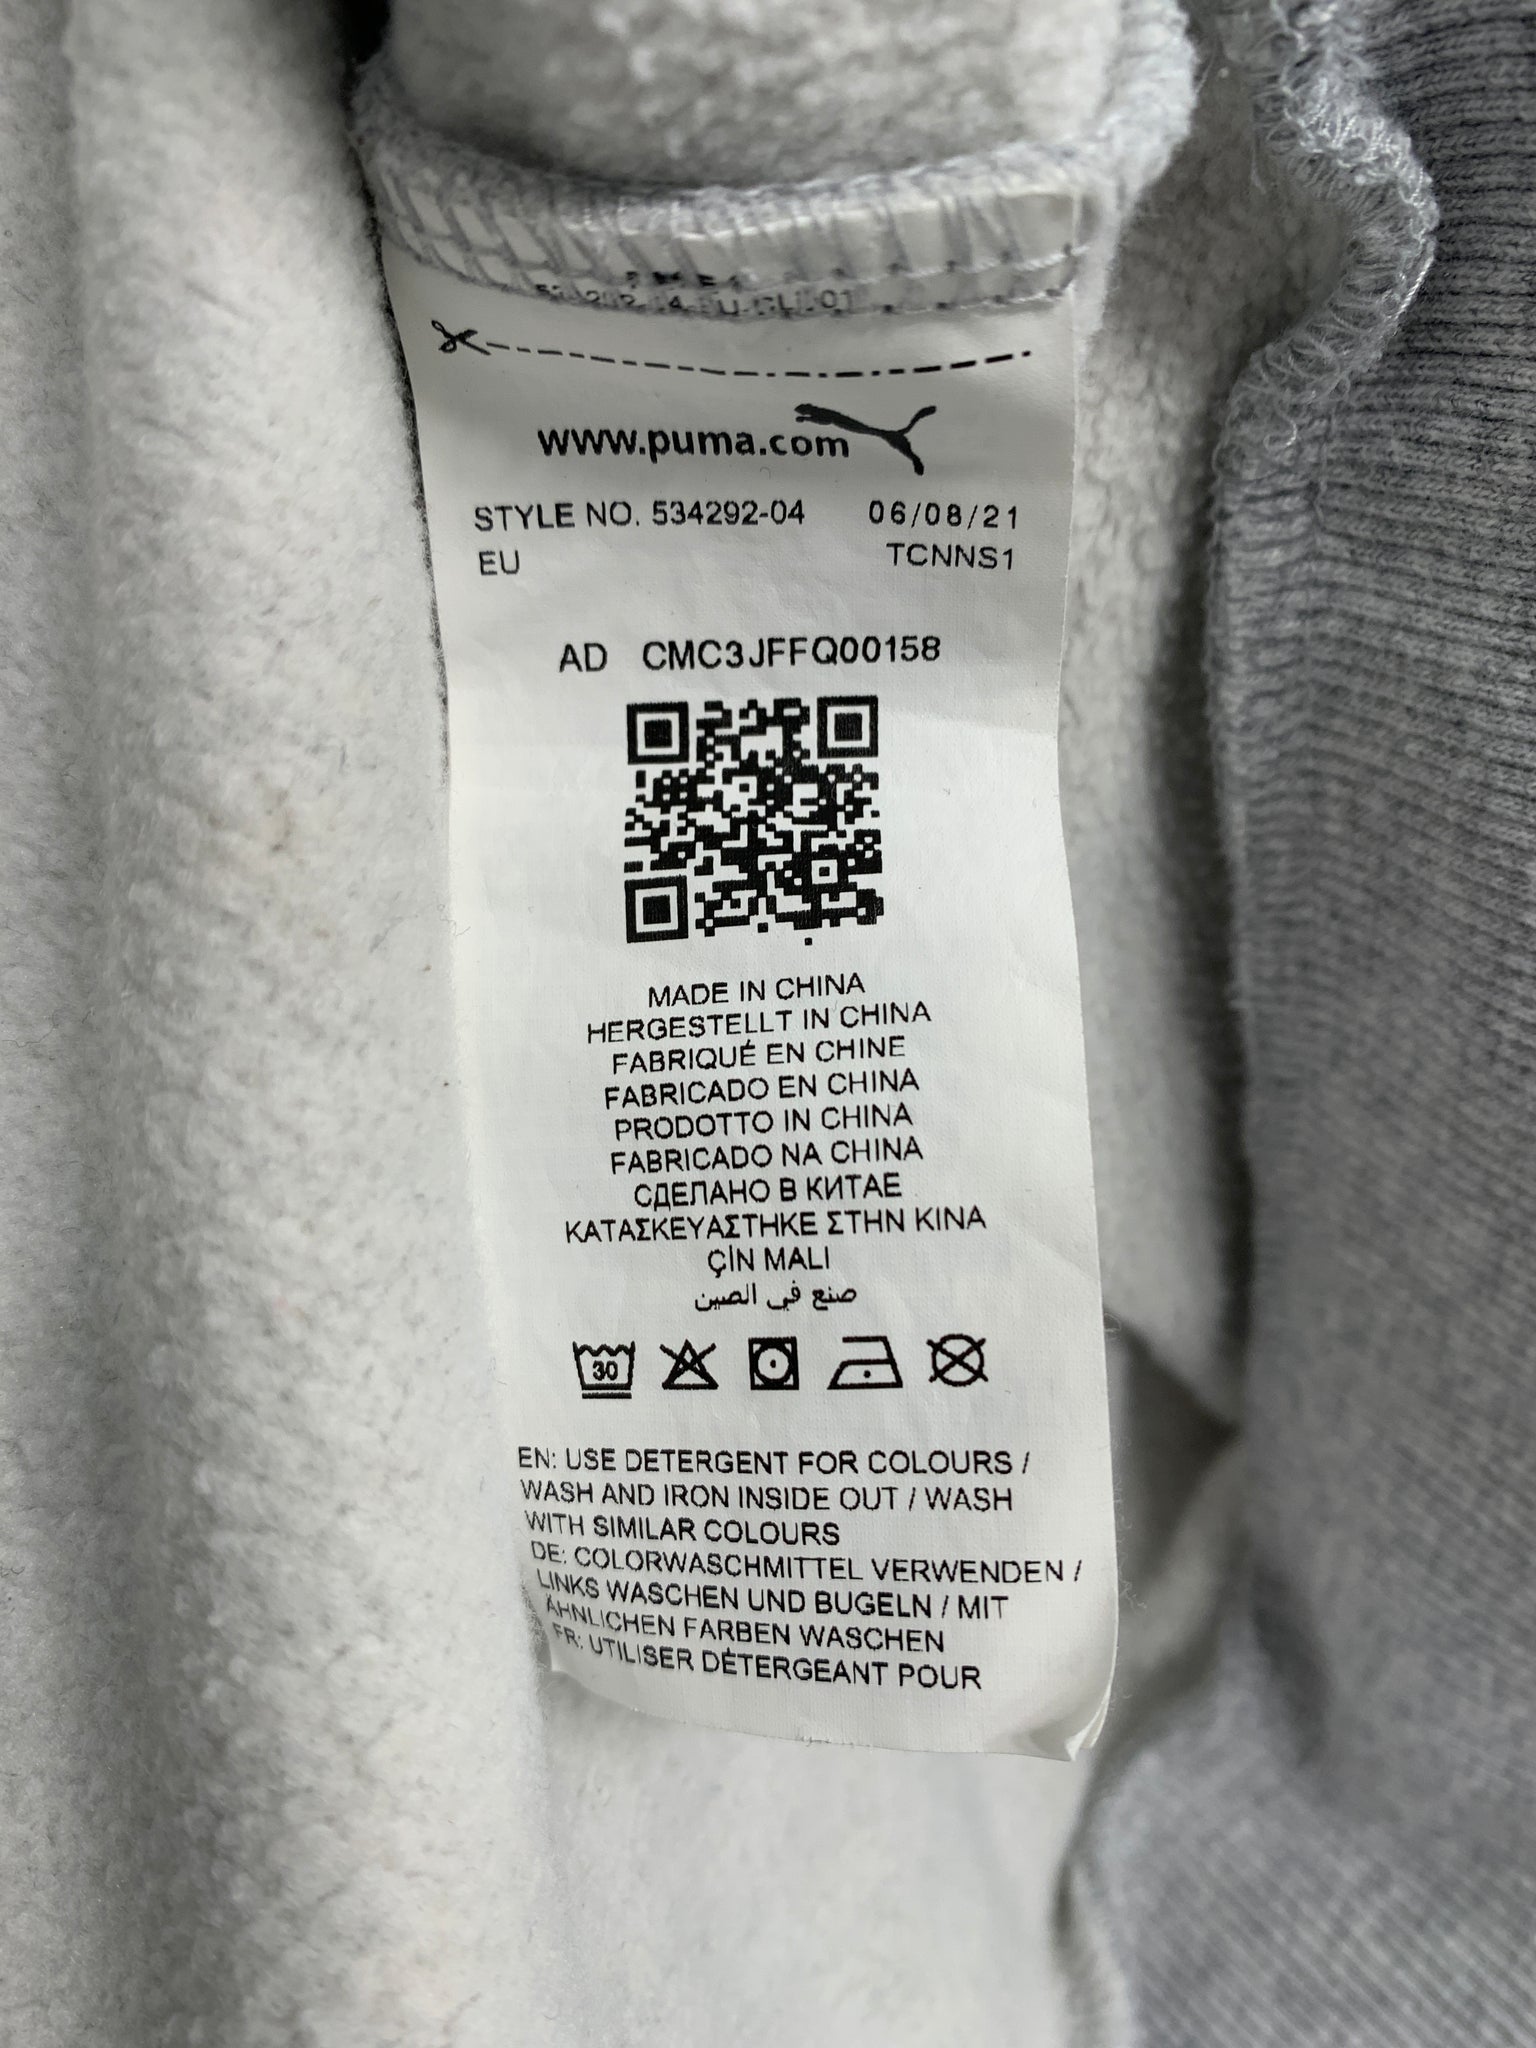 www.puma.com
STYLE NO. 534292-04 06/08/21
EU TCNNS1
AD CMC3JFFQ00158
MADE IN CHINA
HERGESTELLT IN CHINA
FABRIQUÉ EN CHINE
FABRICADO EN CHINA
PRODOTTO IN CHINA
FABRICADO NA CHINA
СДЕЛАНО В КИТАЕ
ΚΑΤΑΣΚΕΥΑΣΤΗΚΕ ΣΤΗΝ ΚΙΝΑ
ÇİN MALI
صنع في الصين
30
EN: USE DETERGENT FOR COLOURS /
WASH AND IRON INSIDE OUT / WASH
WITH SIMILAR COLOURS
DE: COLORWASCHMITTEL VERWENDEN /
LINKS WASCHEN UND BUGELN / MIT
ÄHNLICHEN FARBEN WASCHEN
FR: UTILISER DÉTERGEANT POUR